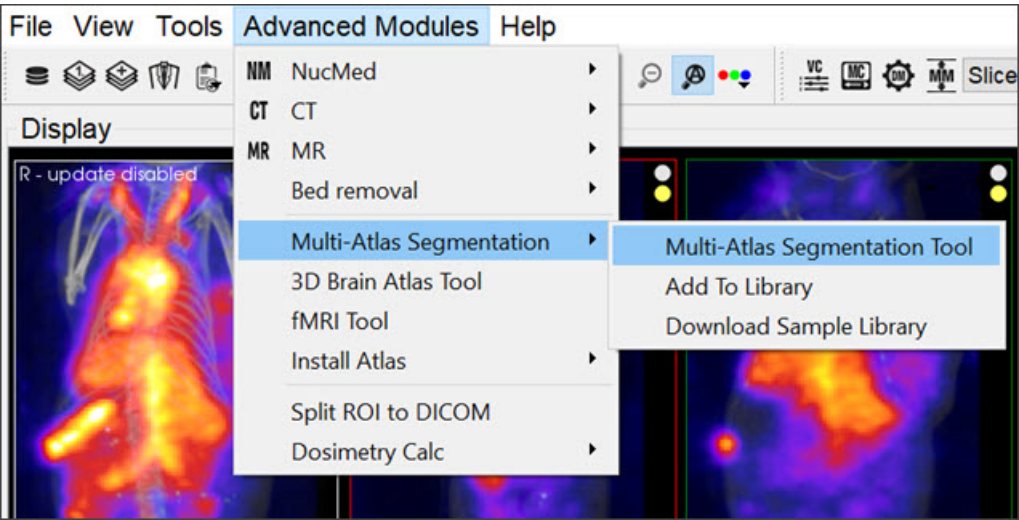 File View Tools Advanced Modules Help
NM NucMed
CT CT
MR MR
Bed removal
Multi-Atlas Segmentation
3D Brain Atlas Tool
fMRI Tool
Install Atlas
Split ROI to DICOM
Dosimetry Calc
Multi-Atlas Segmentation Tool
Add To Library
Download Sample Library
1
A
VC MC DM MM Slice
Display
R - update disabled